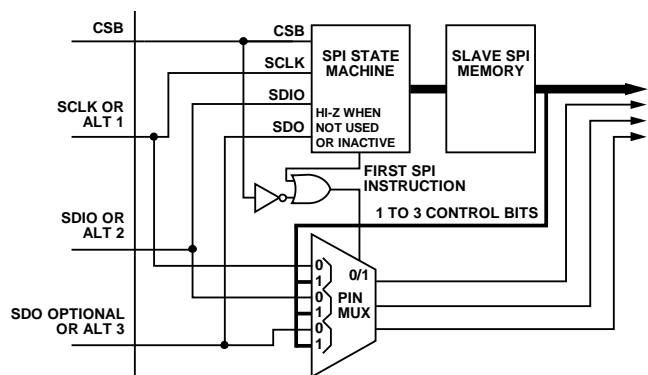 CSB
CSB
SCLK
SDIO
SDO
SPI STATE
MACHINE
HI-Z WHEN
NOT USED
OR INACTIVE
SLAVE SPI
MEMORY
SCLK OR
ALT 1
FIRST SPI
INSTRUCTION
1 TO 3 CONTROL BITS
SDIO OR
ALT 2
0
1
0
1
0
1
0/1
PIN
MUX
SDO OPTIONAL
OR ALT 3